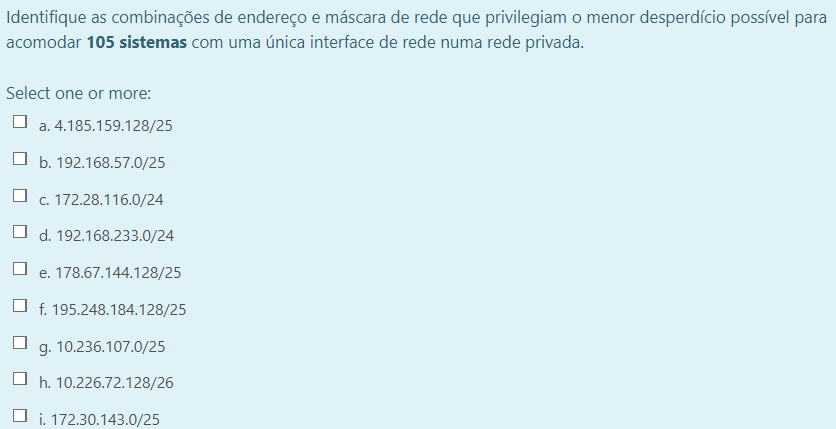 Identifique as combinações de endereço e máscara de rede que privilegiam o menor desperdício possível para
acomodar 105 sistemas com uma única interface de rede numa rede privada.
Select one or more:
a. 4.185.159.128/25
b. 192.168.57.0/25
c. 172.28.116.0/24
d. 192.168.233.0/24
e. 178.67.144.128/25
f. 195.248.184.128/25
g. 10.236.107.0/25
h. 10.226.72.128/26
i. 172.30.143.0/25